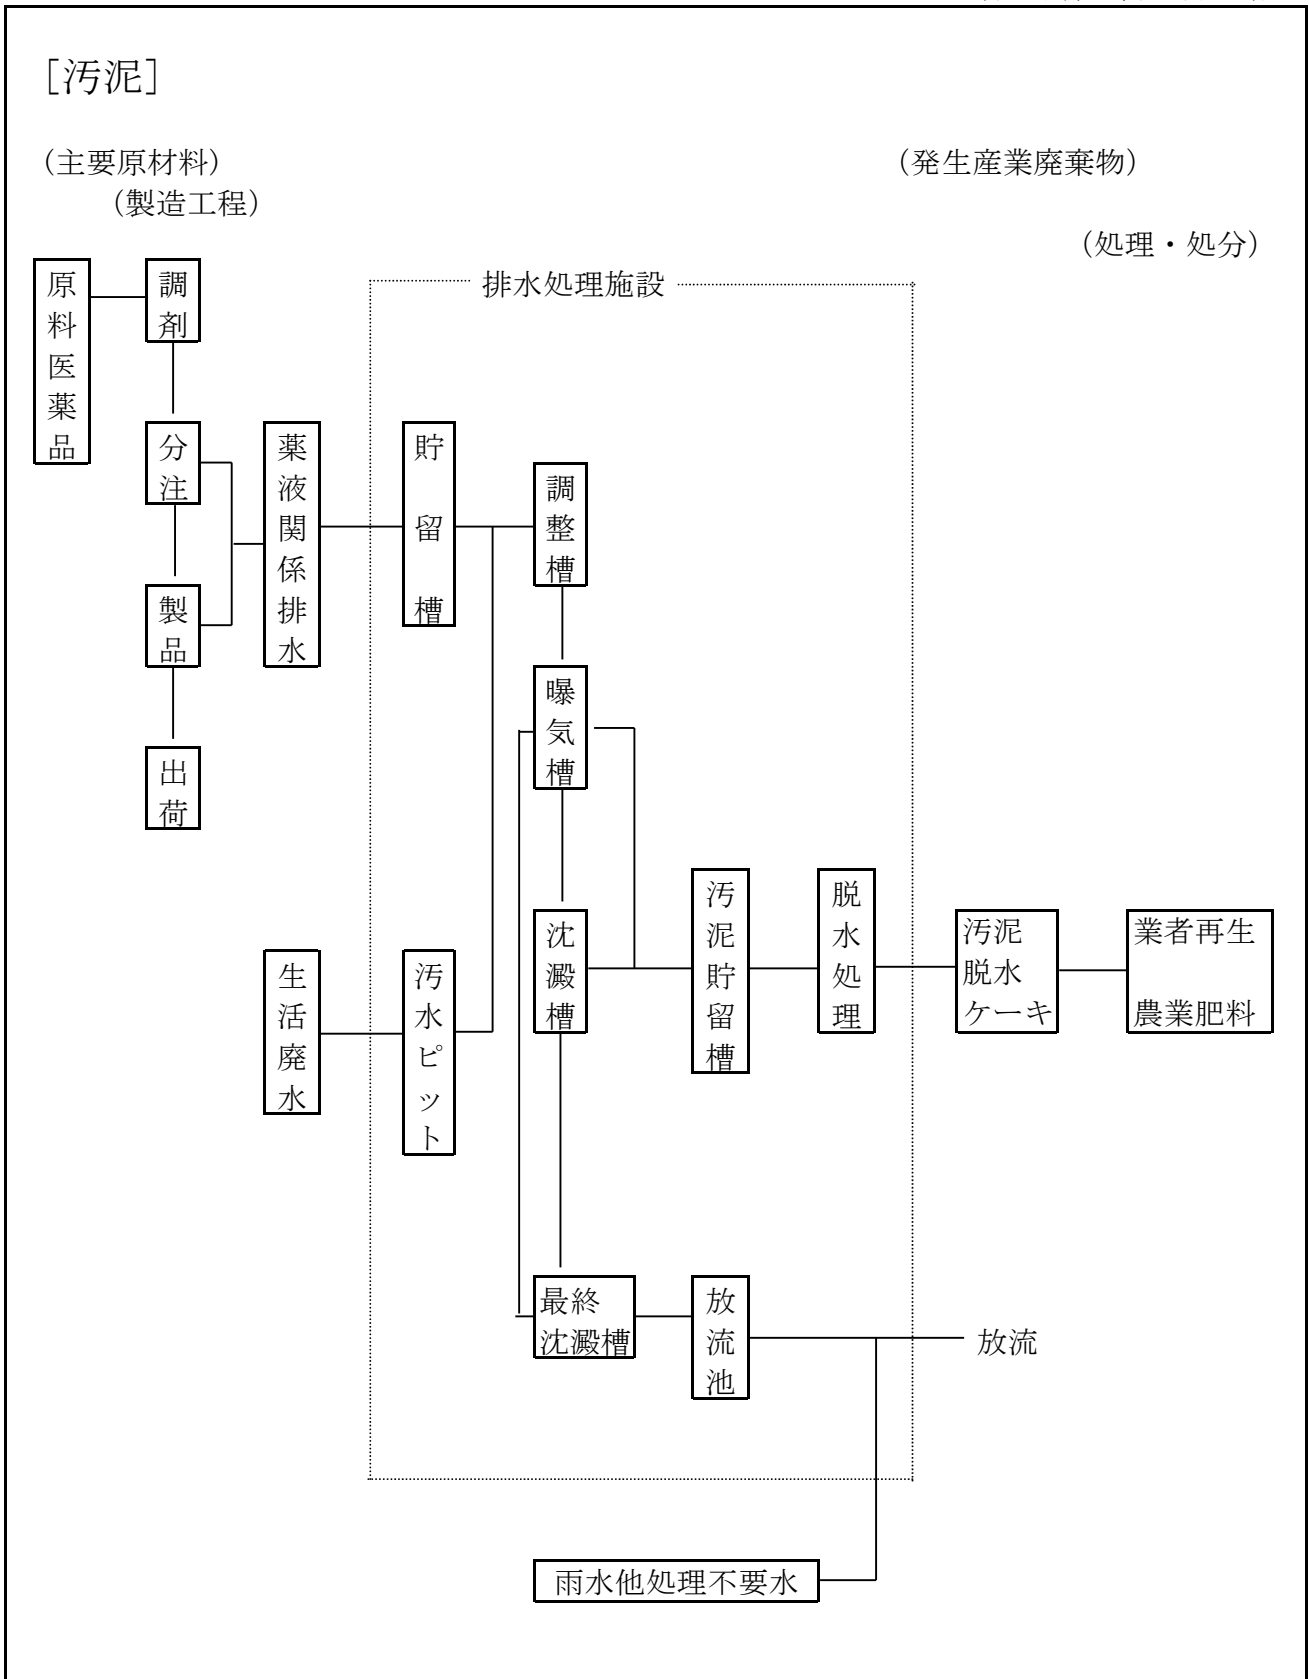 ［汚泥］
（主要原材料）
（発生産業廃棄物）
（製造工程）
（処理・処分）
排水処理施設
原料医薬品
調剤
分注
製品
出荷
薬液関係排水
生活廃水
貯留槽
汚水ピット
調整槽
曝気槽
沈澱槽
汚泥貯留槽
脱水処理
汚泥
脱水
ケーキ
業者再生
農業肥料
最終
沈澱槽
放流池
放流
雨水他処理不要水